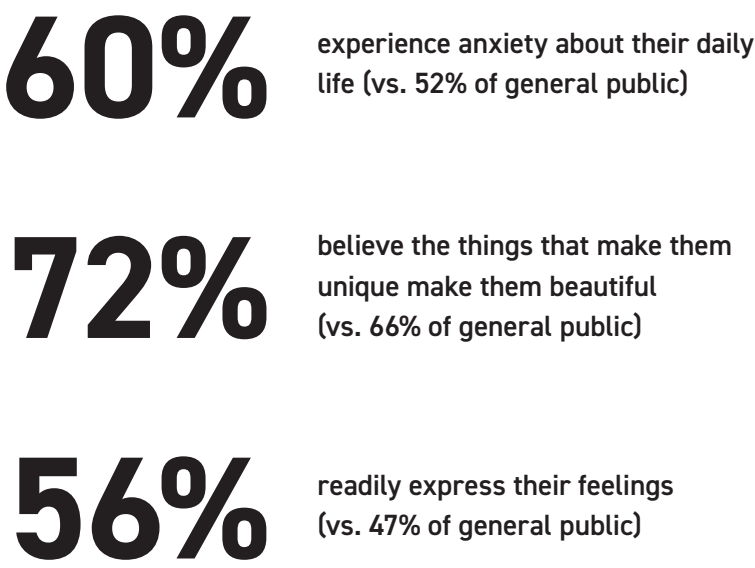 60%
experience anxiety about their daily
life (vs. 52% of general public)
72%
believe the things that make them
unique make them beautiful
(vs. 66% of general public)
56%
readily express their feelings
(vs. 47% of general public)